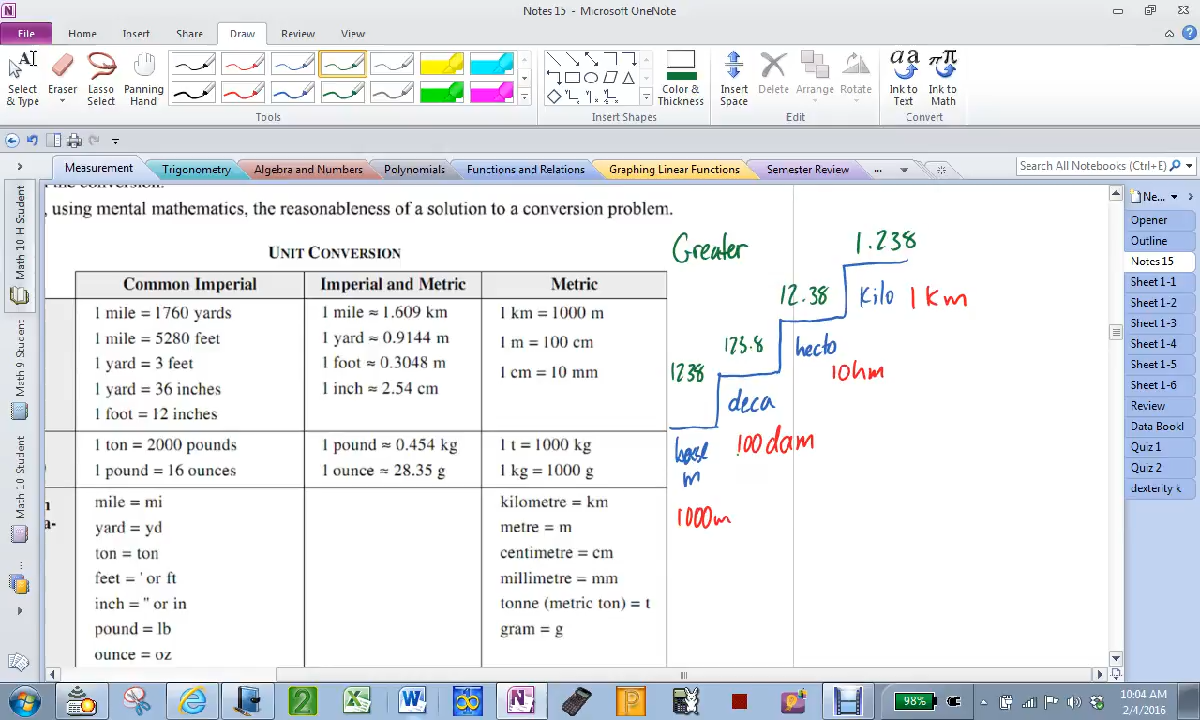 Notes 15 - Microsoft OneNote
File Home Insert Share Draw Review View
Select & Type
Eraser
Lasso Select
Panning Hand
Color & Thickness
Insert Space
Delete
Arrange
Rotate
Ink to Text
Ink to Math
Tools
Insert Shapes
Edit
Convert
Measurement Trigonometry Algebra and Numbers Polynomials Functions and Relations Graphing Linear Functions Semester Review ...
Search All Notebooks (Ctrl+E)
Math 10 H Student
Math 9 Student
Math 10 Student
, using mental mathematics, the reasonableness of a solution to a conversion problem.
UNIT CONVERSION
Common Imperial
1 mile = 1760 yards
1 mile = 5280 feet
1 yard = 3 feet
1 yard = 36 inches
1 foot = 12 inches
1 ton = 2000 pounds
1 pound = 16 ounces
mile = mi
yard = yd
ton = ton
feet = ' or ft
inch = " or in
pound = lb
ounce = oz
Imperial and Metric
1 mile ≈ 1.609 km
1 yard ≈ 0.9144 m
1 foot ≈ 0.3048 m
1 inch ≈ 2.54 cm
1 pound ≈ 0.454 kg
1 ounce ≈ 28.35 g
Metric
1 km = 1000 m
1 m = 100 cm
1 cm = 10 mm
1 t = 1000 kg
1 kg = 1000 g
kilometre = km
metre = m
centimetre = cm
millimetre = mm
tonne (metric ton) = t
gram = g
Greater
1.238
12.38
kilo 1 km
123.8
hecto
1238
10hm
deca
100dam
base
m
1000m
Ne...
Opener
Outline
Notes 15
Sheet 1-1
Sheet 1-2
Sheet 1-3
Sheet 1-4
Sheet 1-5
Sheet 1-6
Review
Data Bookl
Quiz 1
Quiz 2
dexterity k
98%
10:04 AM
2/4/2016